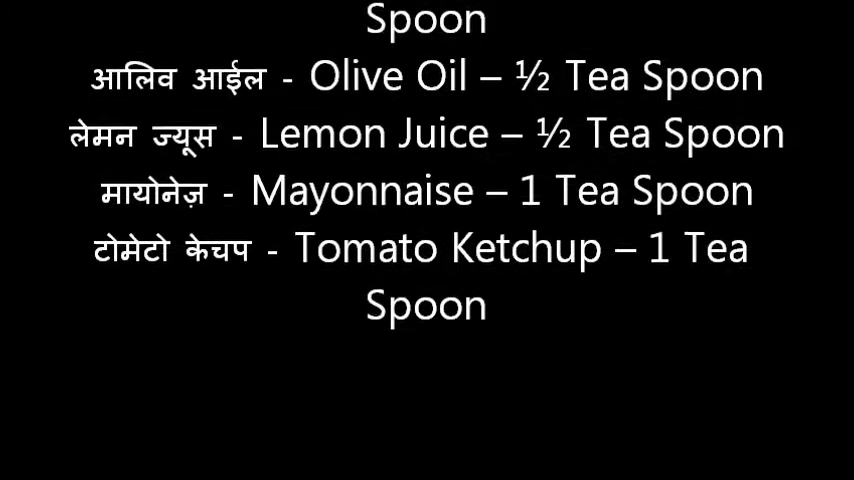 Spoon
आलिव आईल - Olive Oil – ½ Tea Spoon
लेमन ज्यूस - Lemon Juice – ½ Tea Spoon
मायोनेज़ - Mayonnaise – 1 Tea Spoon
टोमेटो केचप - Tomato Ketchup – 1 Tea
Spoon